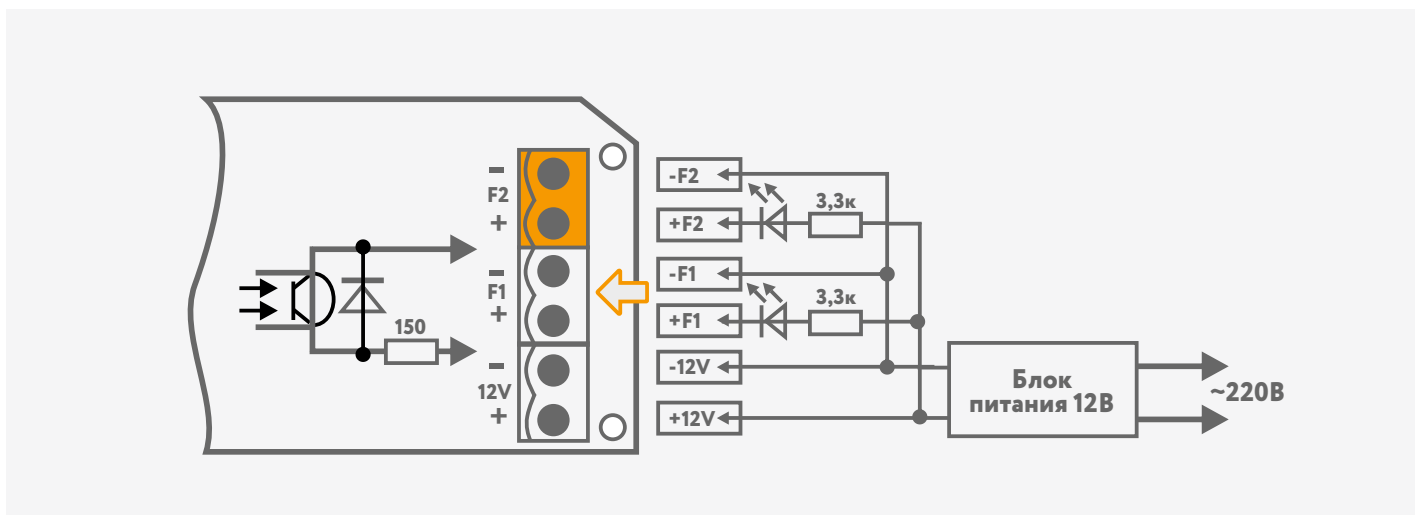 -
F2
+
-
F1
+
-
12V
+
150
-F2
+F2
-F1
+F1
-12V
+12V
3,3к
3,3к
Блок
питания 12В
~220В